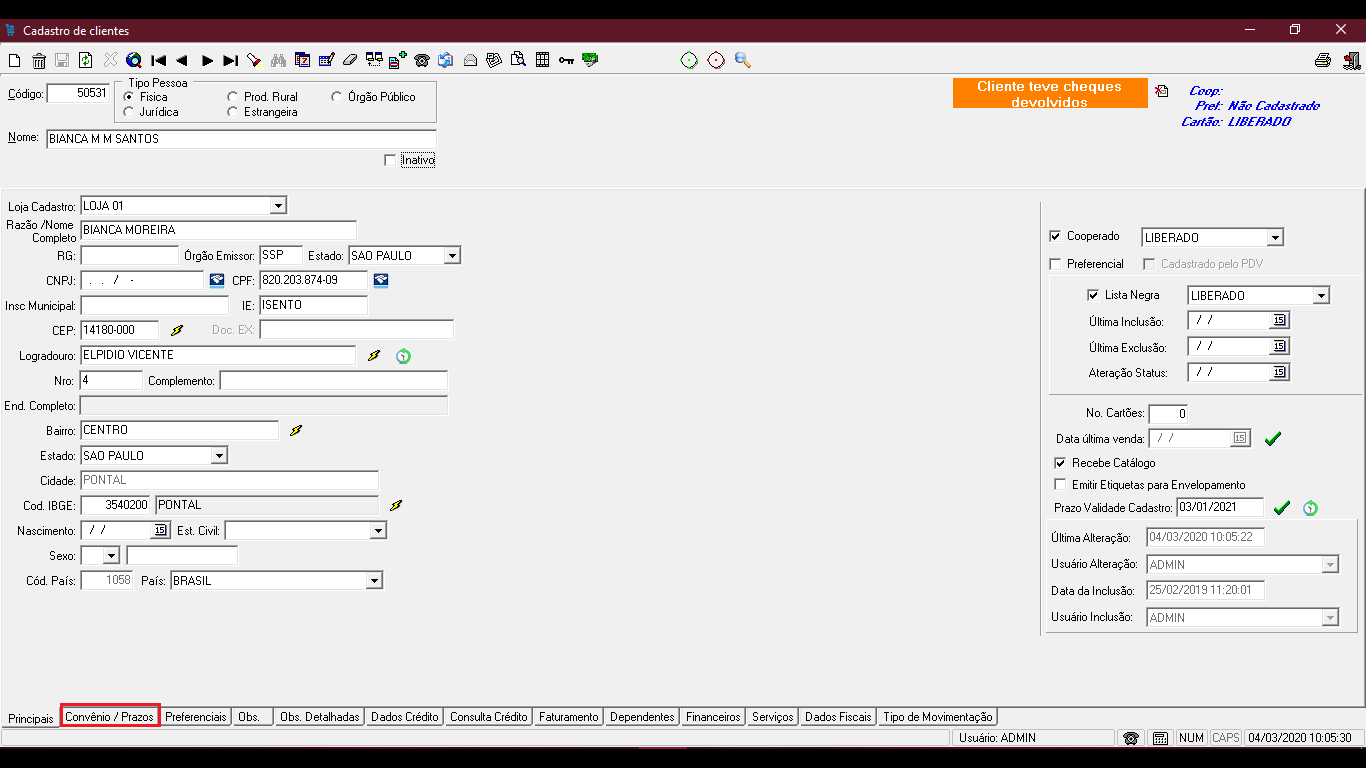 Cadastro de clientes
Código: 50531
Tipo Pessoa
Fisica Prod. Rural Órgão Público
Jurídica Estrangeira
Cliente teve cheques
devolvidos
Coop:
Pref: Não Cadastrado
Cartão: LIBERADO
Nome: BIANCA M M SANTOS
Inativo
Loja Cadastro: LOJA 01
Razão /Nome
Completo BIANCA MOREIRA
RG: Órgão Emissor: SSP Estado: SAO PAULO
CNPJ: . . / - CPF: 820.203.874-09
Insc Municipal: IE: ISENTO
CEP: 14180-000 Doc. EX:
Logradouro: ELPIDIO VICENTE
Nro: 4 Complemento:
End. Completo:
Bairro: CENTRO
Estado: SAO PAULO
Cidade: PONTAL
Cod. IBGE: 3540200 PONTAL
Nascimento: / / 15 Est. Civil:
Sexo:
Cód. País: 1058 País: BRASIL
Cooperado LIBERADO
Preferencial Cadastrado pelo PDV
Lista Negra LIBERADO
Última Inclusão: / / 15
Última Exclusão: / / 15
Ateração Status: / / 15
No. Cartões: 0
Data última venda: / / 15
Recebe Catálogo
Emitir Etiquetas para Envelopamento
Prazo Validade Cadastro: 03/01/2021
Última Alteração: 04/03/2020 10:05:22
Usuário Alteração: ADMIN
Data da Inclusão: 25/02/2019 11:20:01
Usuário Inclusão: ADMIN
Principais Convênio / Prazos Preferenciais Obs. Obs. Detalhadas Dados Crédito Consulta Crédito Faturamento Dependentes Financeiros Serviços Dados Fiscais Tipo de Movimentação
Usuário: ADMIN NUM CAPS 04/03/2020 10:05:30